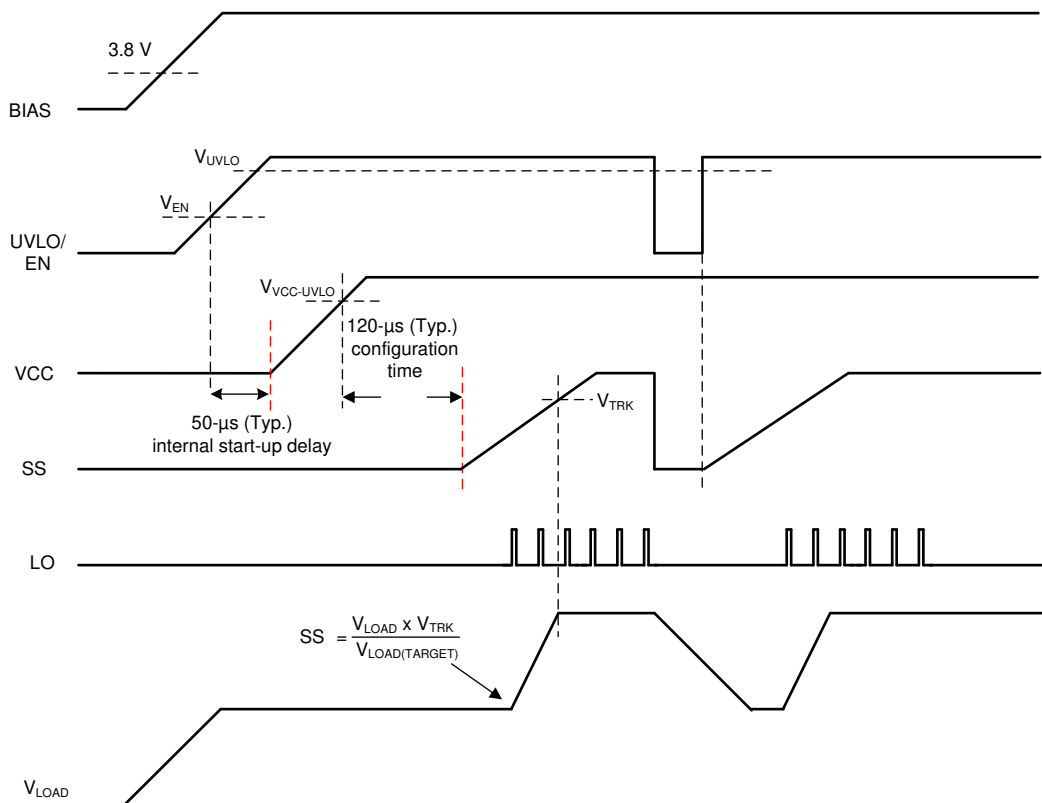 3.8 V
BIAS
VUVLO
VEN
UVLO/
EN
VVCC-UVLO
120-µs (Typ.)
configuration
time
VCC
VTRK
50-µs (Typ.)
internal start-up delay
SS
LO
SS = VLOAD x VTRK
VLOAD(TARGET)
VLOAD